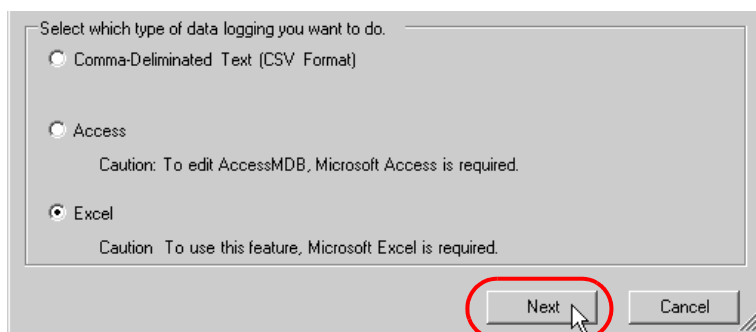 Select which type of data logging you want to do.
Comma-Deliminated Text (CSV Format)
Access
Caution: To edit AccessMDB, Microsoft Access is required.
Excel
Caution To use this feature, Microsoft Excel is required.
Next
Cancel